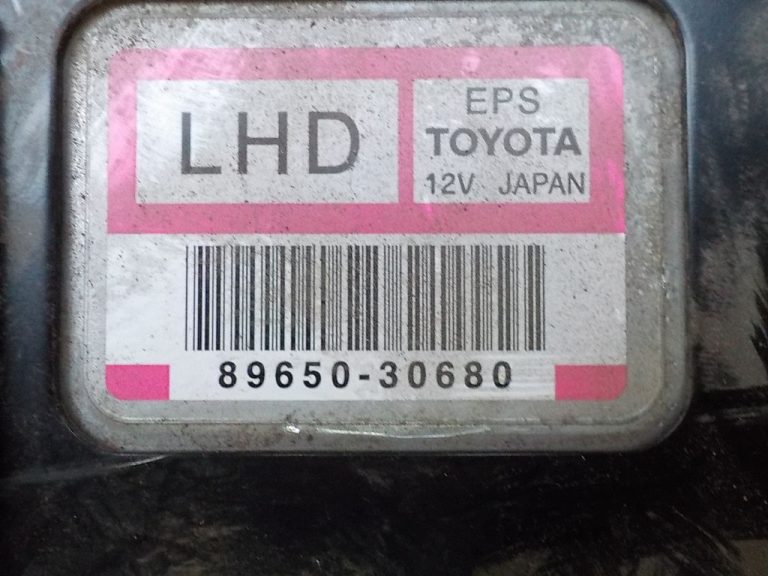 LHD
EPS
TOYOTA
12V JAPAN
89650-30680